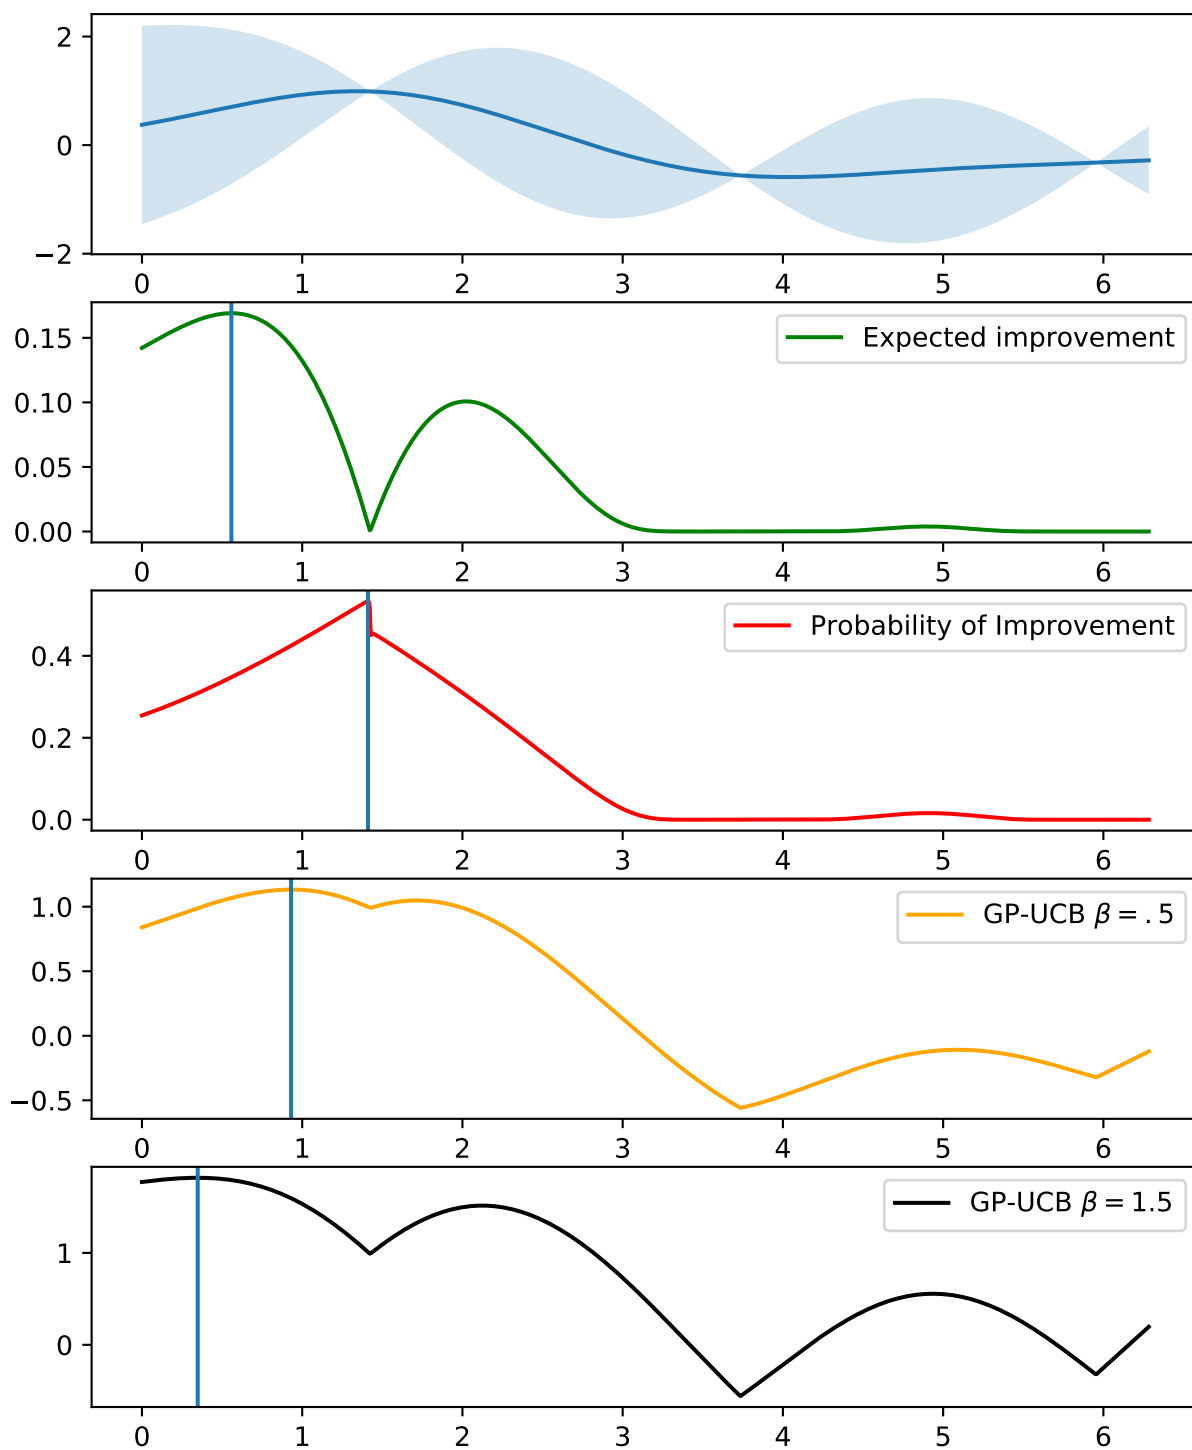 2
0
−2
0 1 2 3 4 5 6
0.15
0.10
0.05
0.00
Expected improvement
0 1 2 3 4 5 6
0.4
0.2
0.0
Probability of Improvement
0 1 2 3 4 5 6
1.0
0.5
0.0
−0.5
GP-UCB β = .5
0 1 2 3 4 5 6
1
0
GP-UCB β = 1.5
0 1 2 3 4 5 6